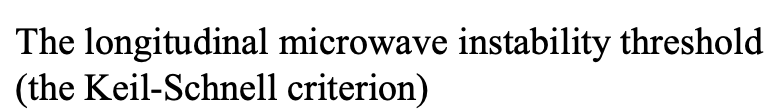 The longitudinal microwave instability threshold
(the Keil-Schnell criterion)